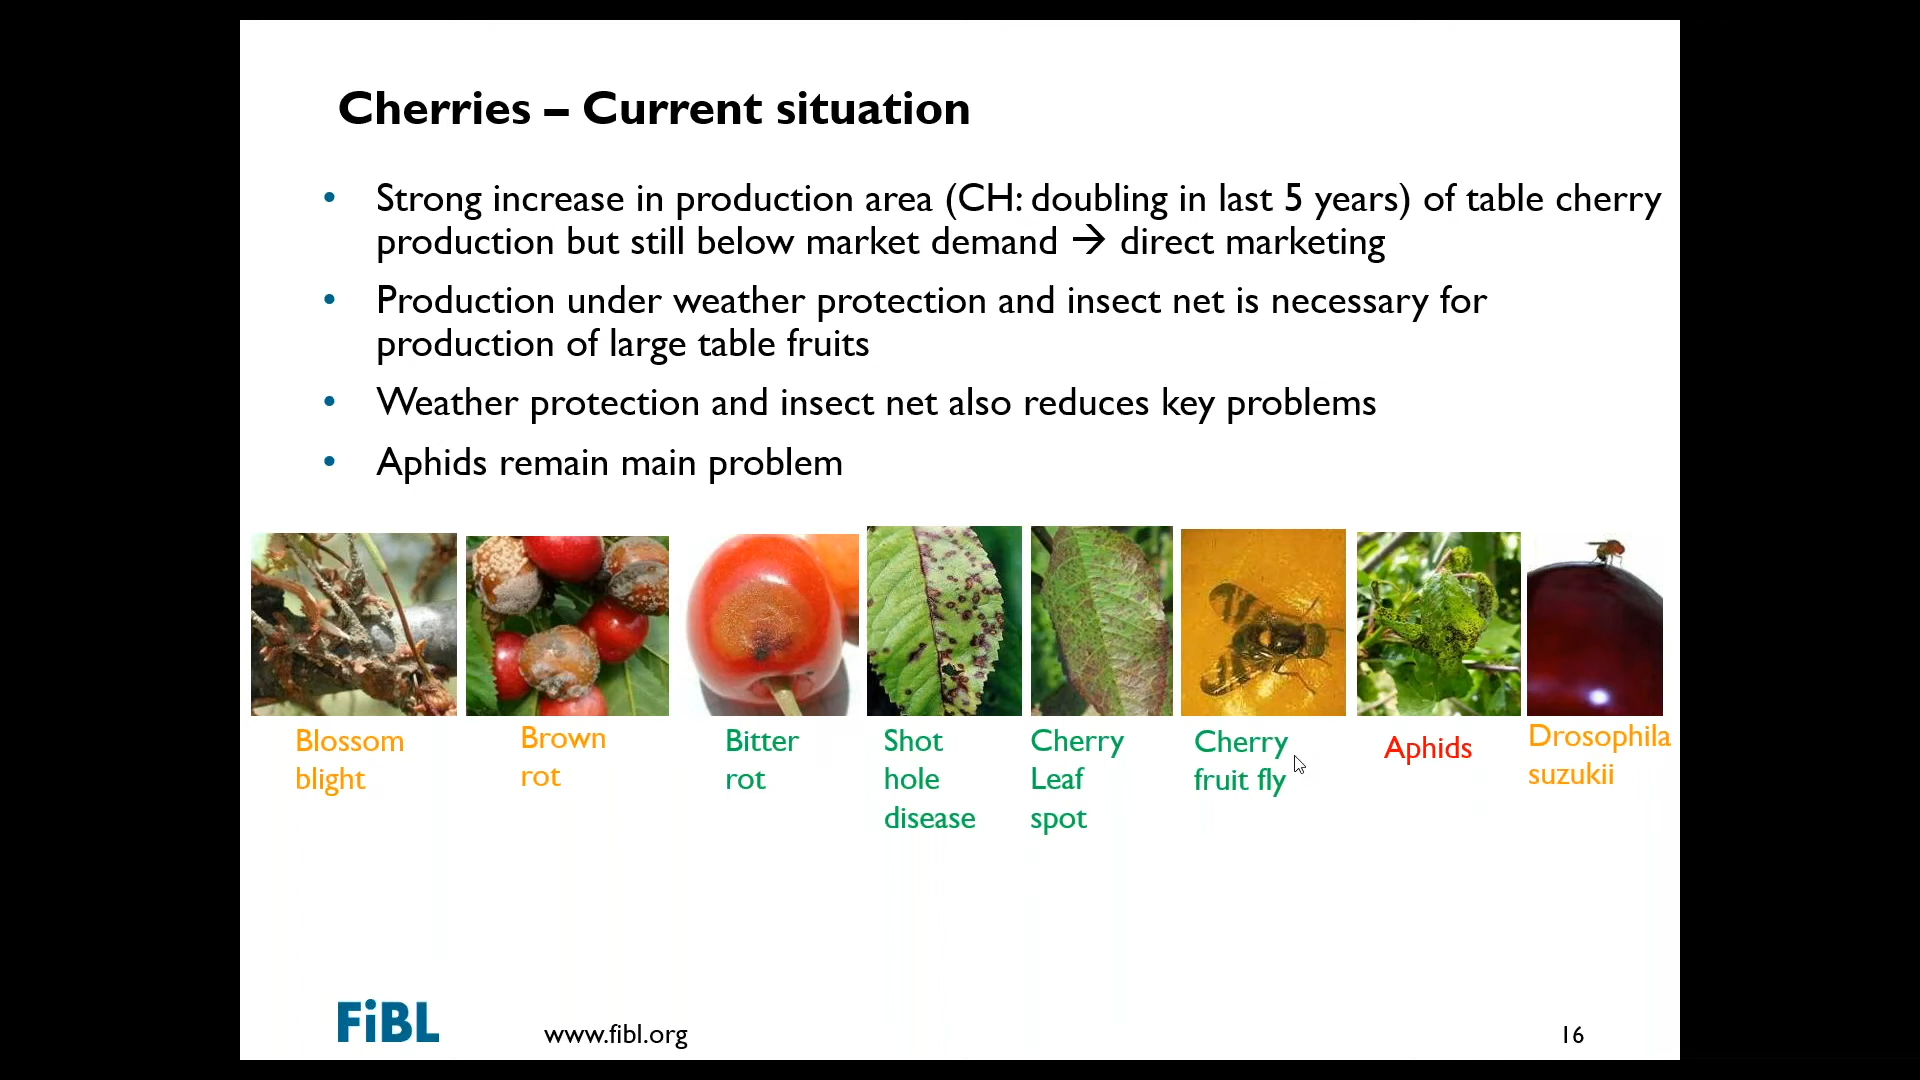 Cherries – Current situation
• Strong increase in production area (CH: doubling in last 5 years) of table cherry
production but still below market demand → direct marketing
• Production under weather protection and insect net is necessary for
production of large table fruits
• Weather protection and insect net also reduces key problems
• Aphids remain main problem
Blossom
blight
Brown
rot
Bitter
rot
Shot
hole
disease
Cherry
Leaf
spot
Cherry
fruit fly
Aphids
Drosophila
suzukii
FiBL
www.fibl.org
16